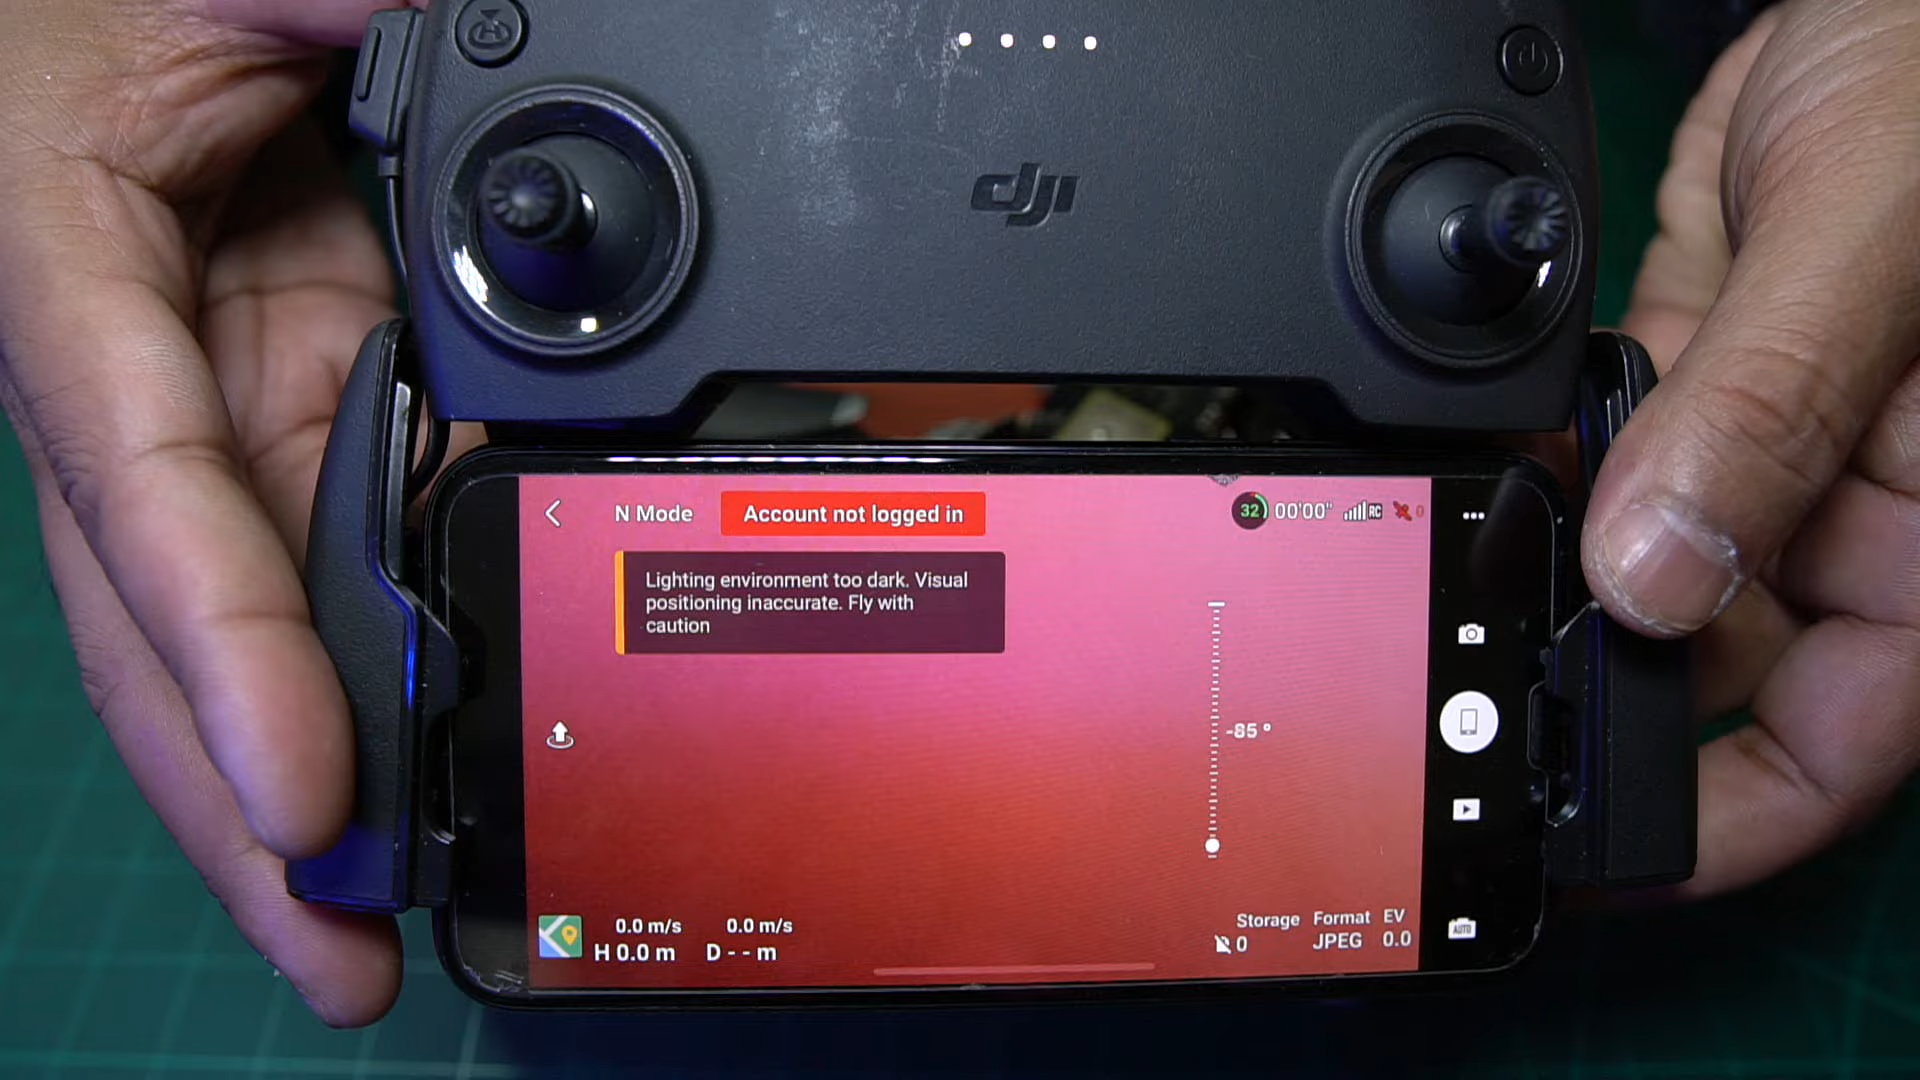 dji
N Mode
Account not logged in
32
00'00"
RC
0
Lighting environment too dark. Visual
positioning inaccurate. Fly with
caution
-85 °
0.0 m/s
0.0 m/s
H 0.0 m
D - - m
Storage
Format
EV
0
JPEG
0.0
AUTO